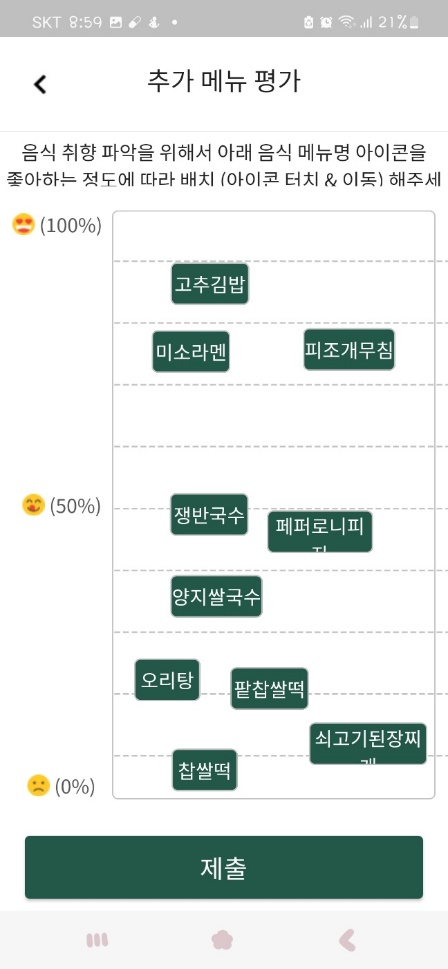 SKT 8:59
21%
추가 메뉴 평가
음식 취향 파악을 위해서 아래 음식 메뉴명 아이콘을
좋아하는 정도에 따라 배치 (아이콘 터치 & 이동) 해주세
(100%)
고추김밥
미소라멘
피조개무침
(50%)
쟁반국수
페퍼로니피
자
양지쌀국수
오리탕
팥찹쌀떡
쇠고기된장찌
개
찹쌀떡
(0%)
제출